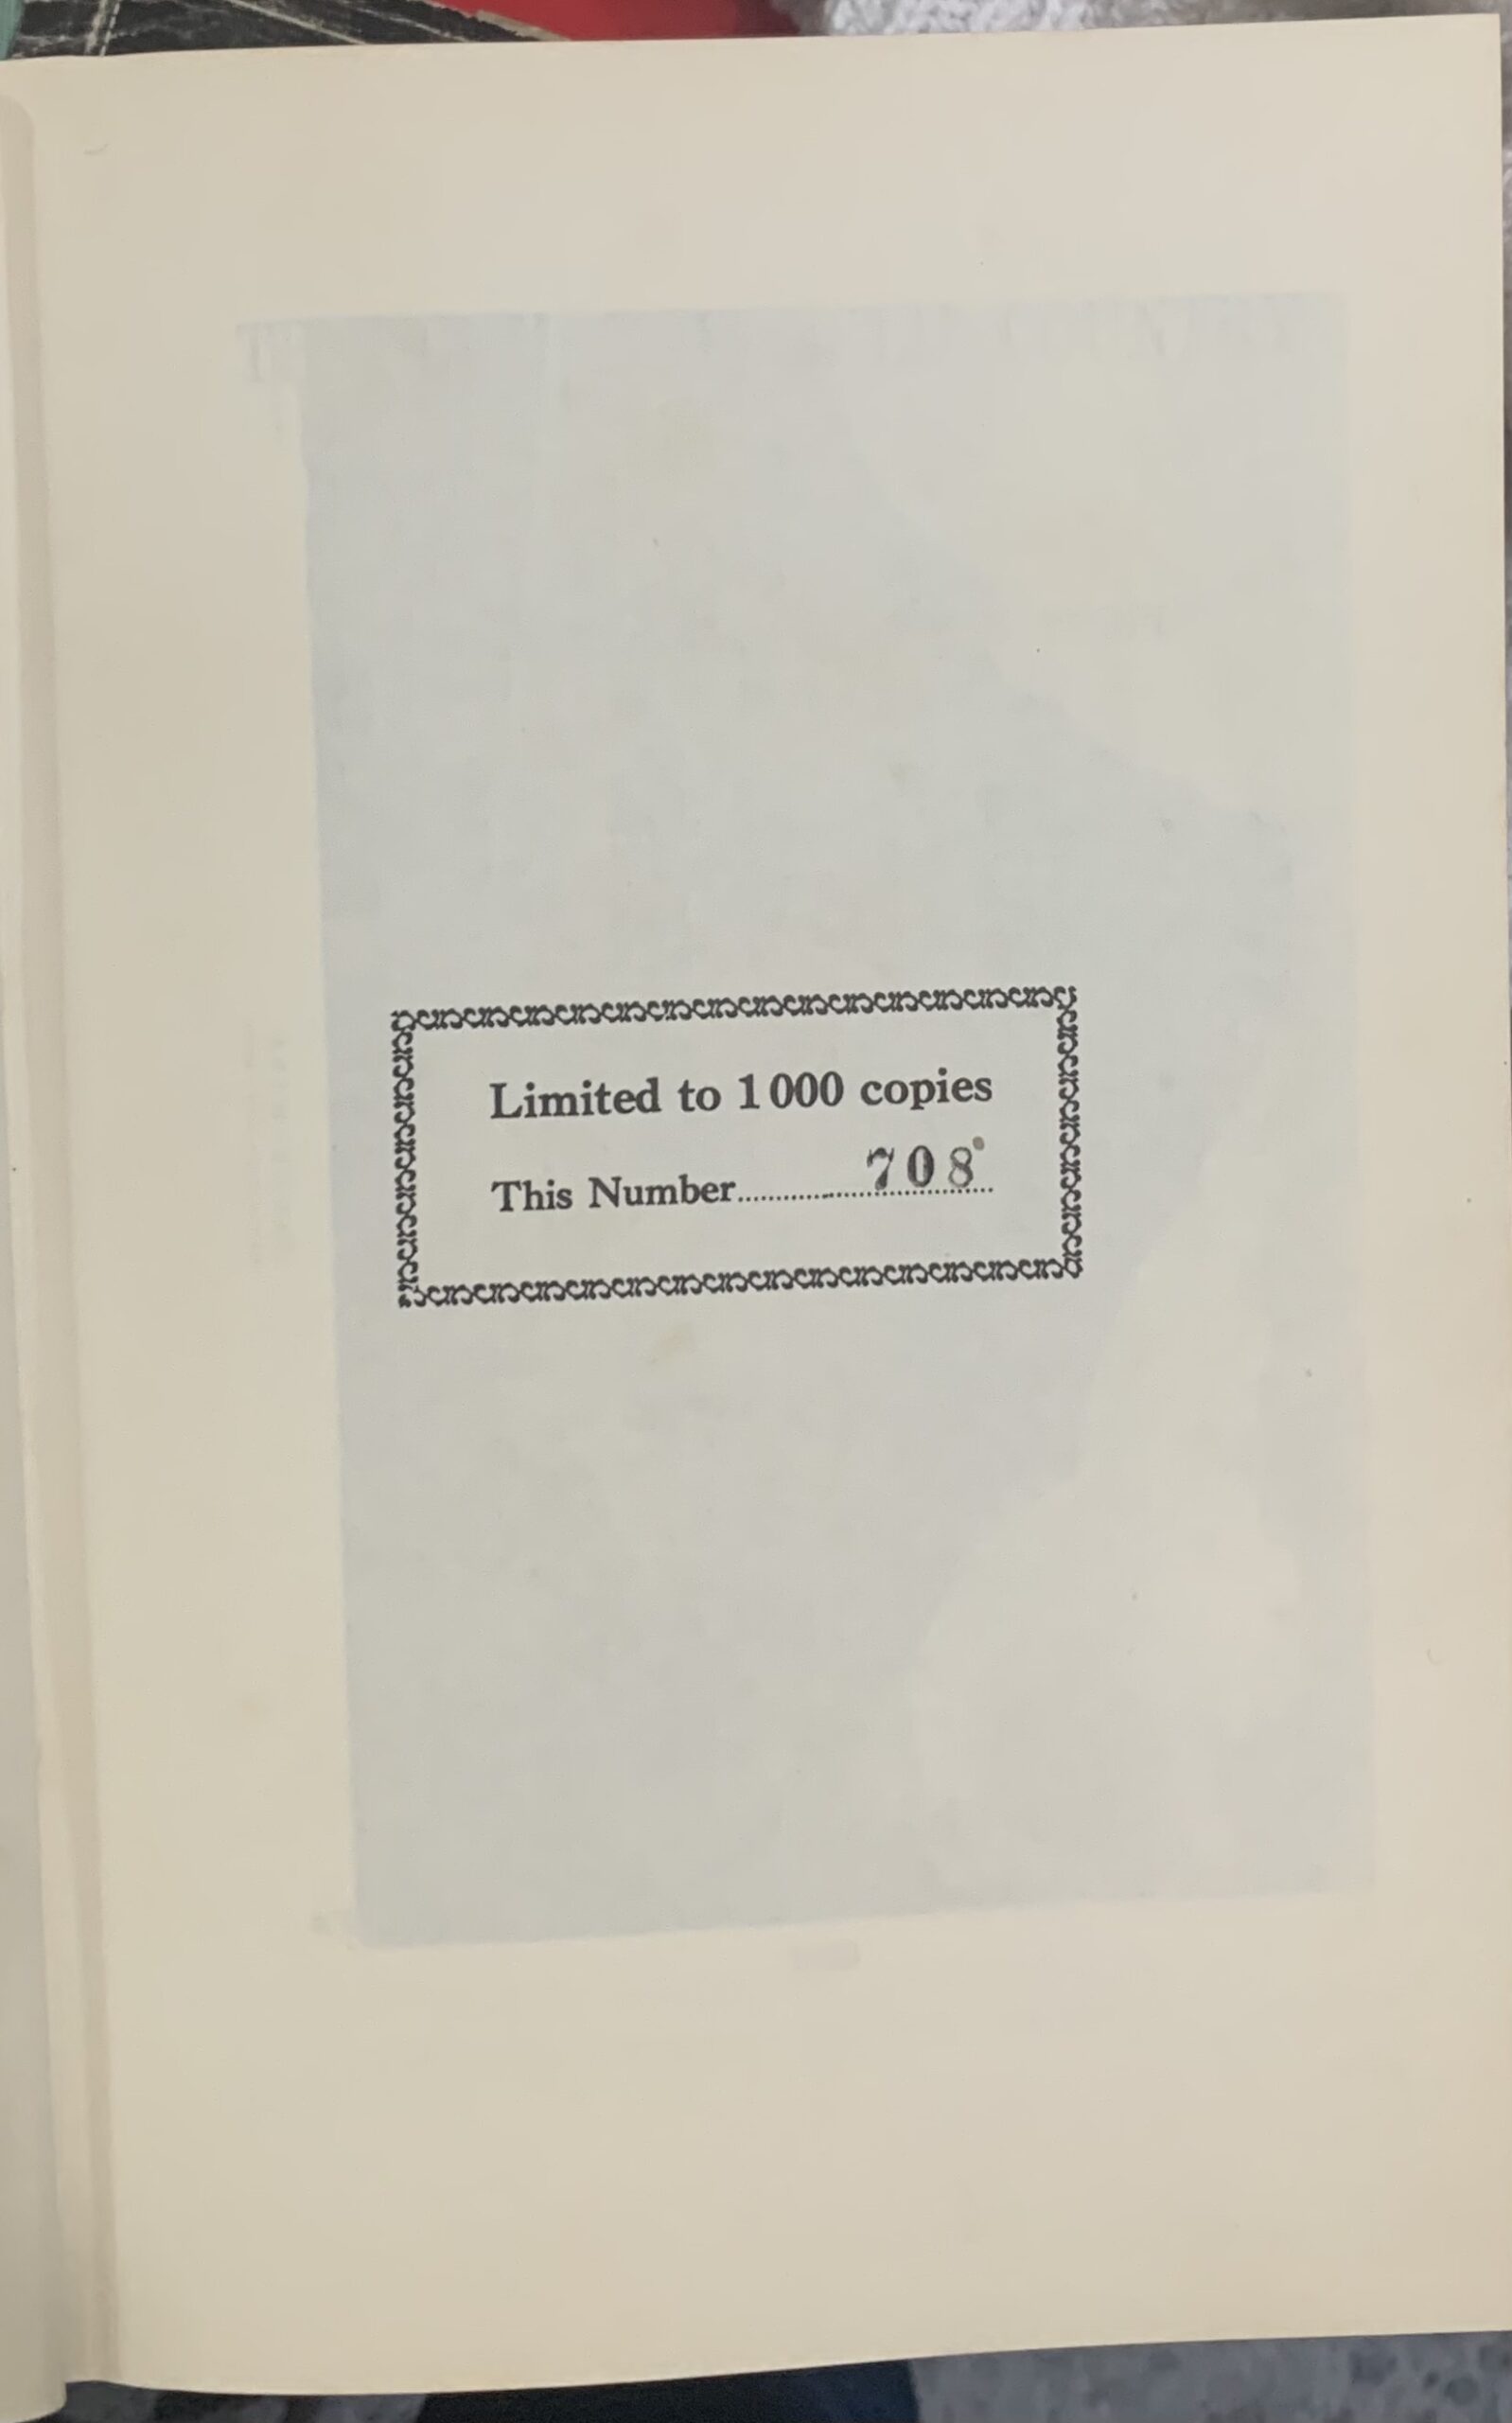 Limited to 1000 copies
This Number............708